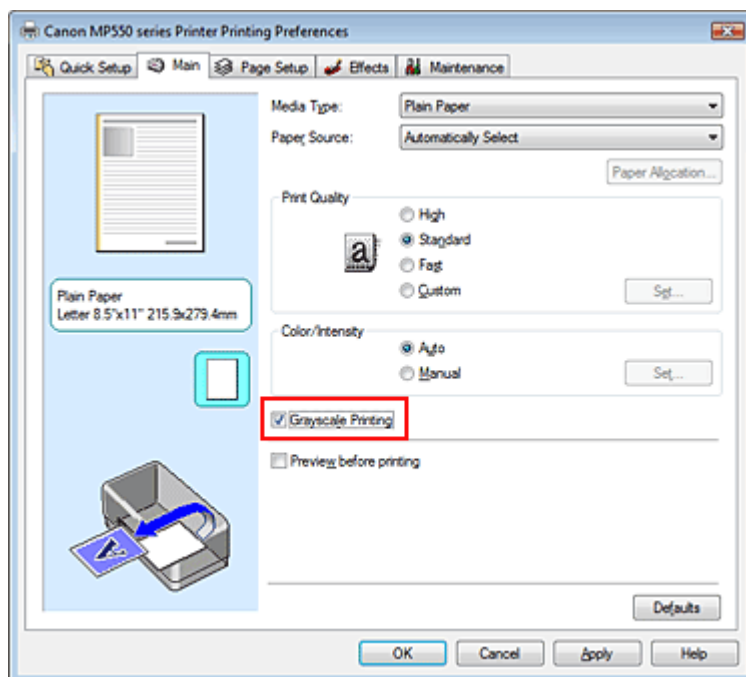 Canon MP550 series Printer Printing Preferences
Quick Setup Main Page Setup Effects Maintenance
Media Type: Plain Paper
Paper Source: Automatically Select
Paper Allocation...
Print Quality
High
Standard
Fast
Custom Set...
Plain Paper
Letter 8.5"x11" 215.9x279.4mm
Color/Intensity
Auto
Manual Set...
Grayscale Printing
Preview before printing
Defaults
OK Cancel Apply Help